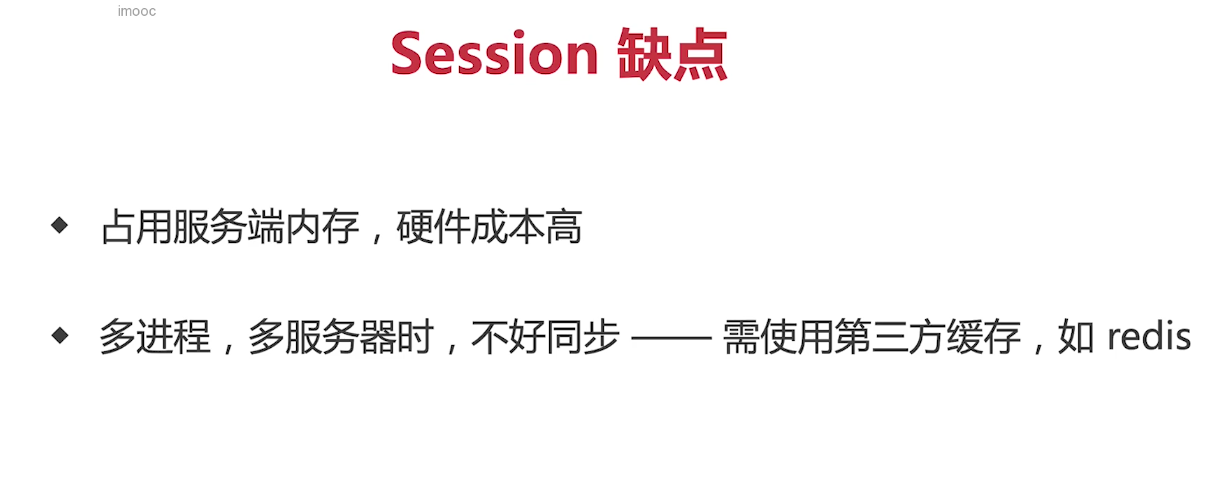 imooc
Session 缺点
◆ 占用服务端内存，硬件成本高
◆ 多进程，多服务器时，不好同步 —— 需使用第三方缓存，如 redis